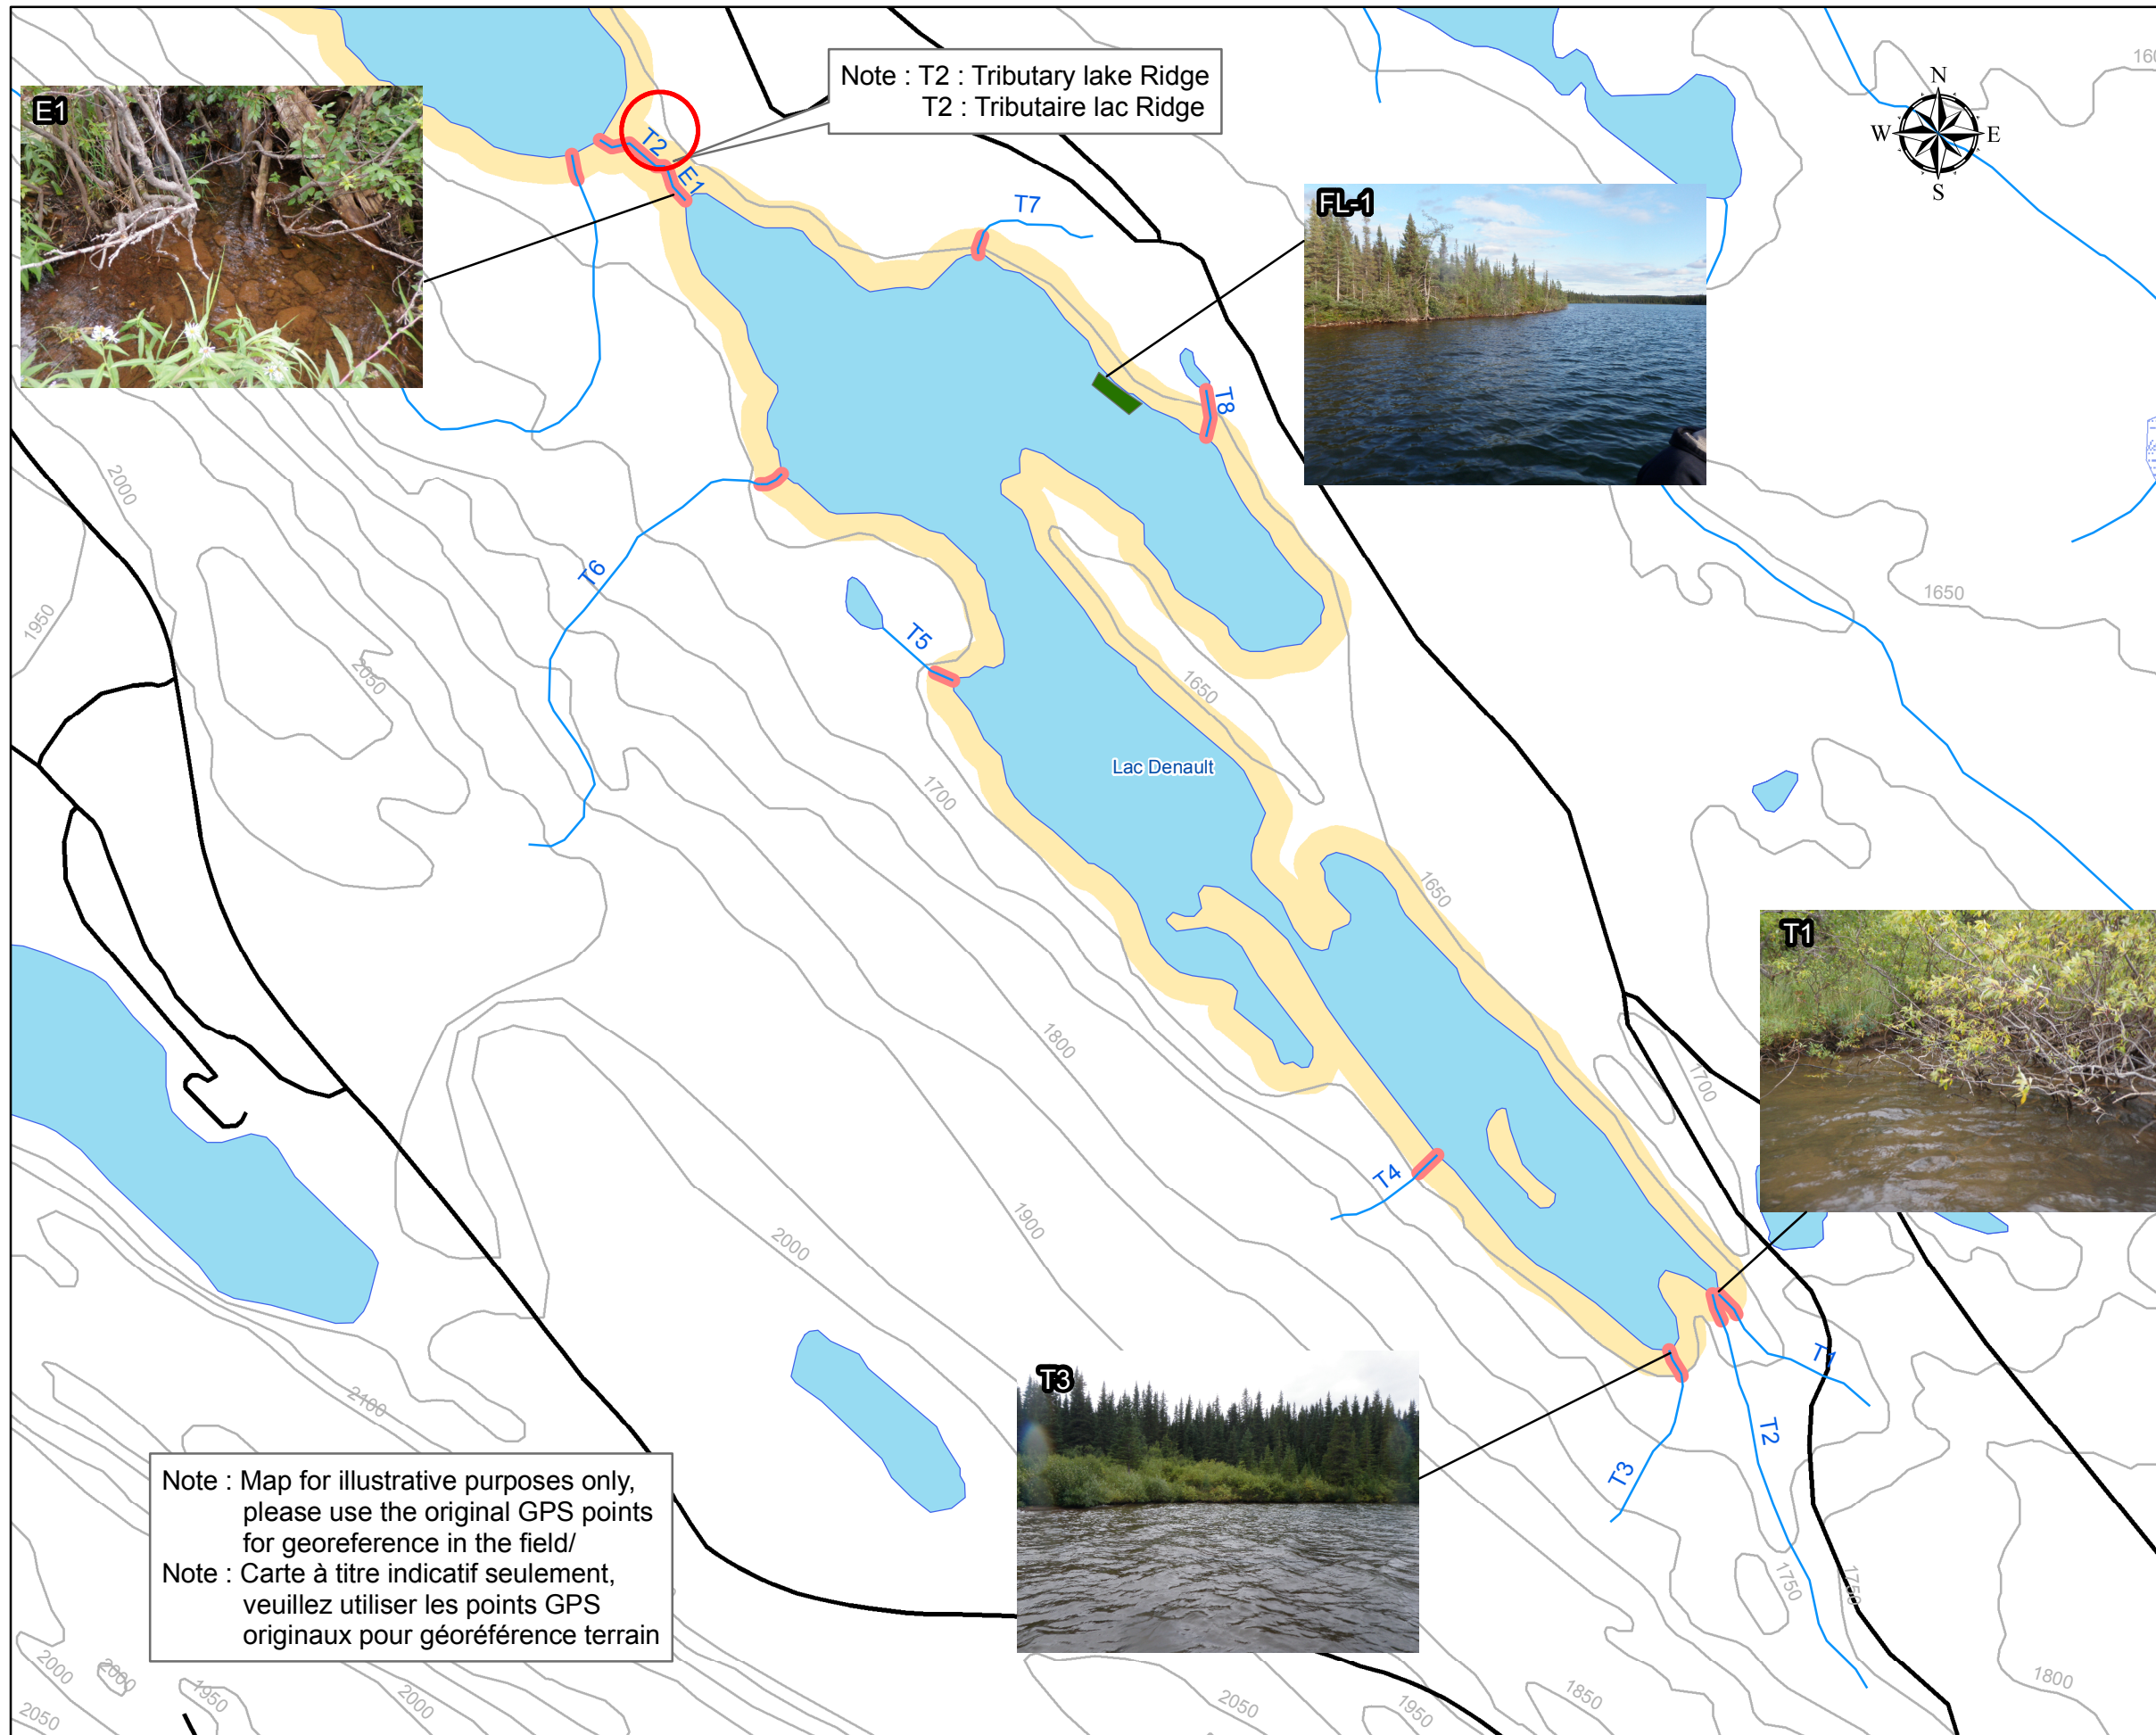 E1
Note : T2 : Tributary lake Ridge
T2 : Tributaire lac Ridge
N
W
E
S
1600
T2
E1
T7
FL-1
T8
2000
1950
2050
T6
T5
1650
1650
Lac Denault
1700
1650
T1
1800
1700
T4
1900
2000
T1
T2
T3
T3
2100
Note : Map for illustrative purposes only,
please use the original GPS points
for georeference in the field/
Note : Carte à titre indicatif seulement,
veuillez utiliser les points GPS
originaux pour géoréférence terrain
1750
1750
2000
2000
1950
2000
2050
2050
1950
1850
1800